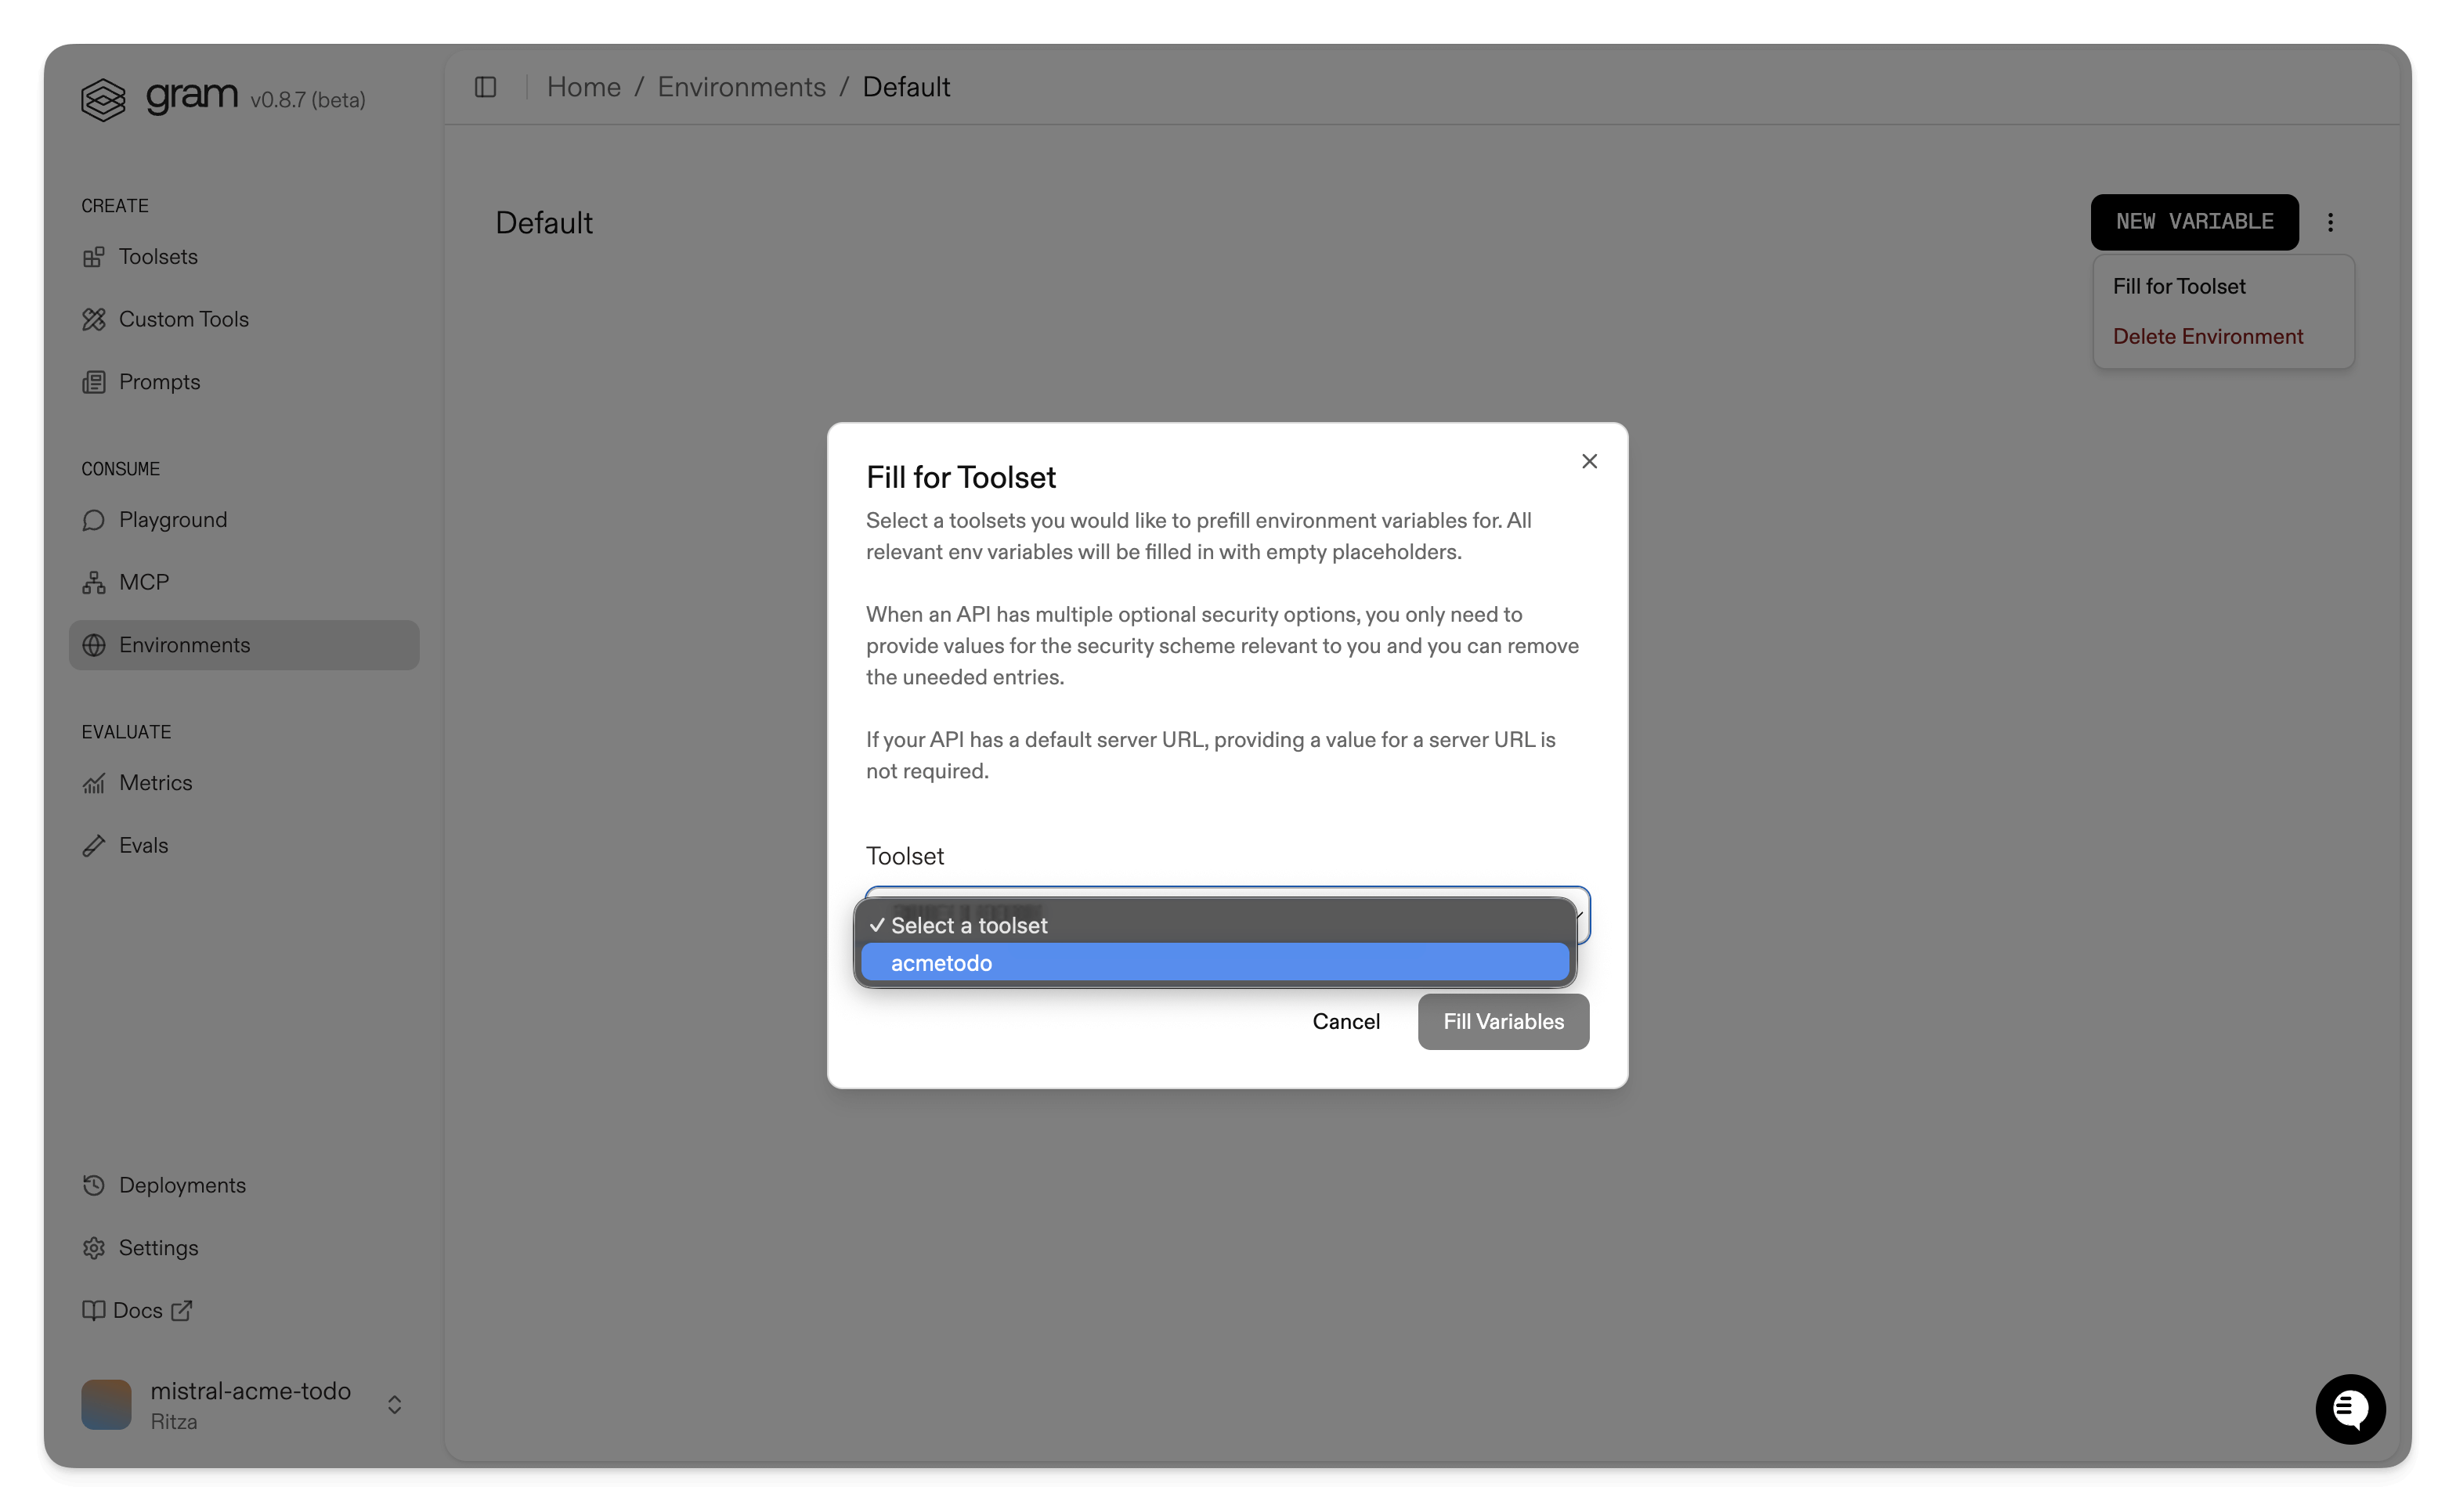 gram v0.8.7 (beta)
CREATE
Toolsets
Custom Tools
Prompts
CONSUME
Playground
MCP
Environments
EVALUATE
Metrics
Evals
Deployments
Settings
Docs
mistral-acme-todo
Ritza
Home / Environments / Default
Default
NEW VARIABLE
Fill for Toolset
Delete Environment
Fill for Toolset
Select a toolsets you would like to prefill environment variables for. All
relevant env variables will be filled in with empty placeholders.
When an API has multiple optional security options, you only need to
provide values for the security scheme relevant to you and you can remove
the uneeded entries.
If your API has a default server URL, providing a value for a server URL is
not required.
Toolset
✓ Select a toolset
acmetodo
Cancel
Fill Variables